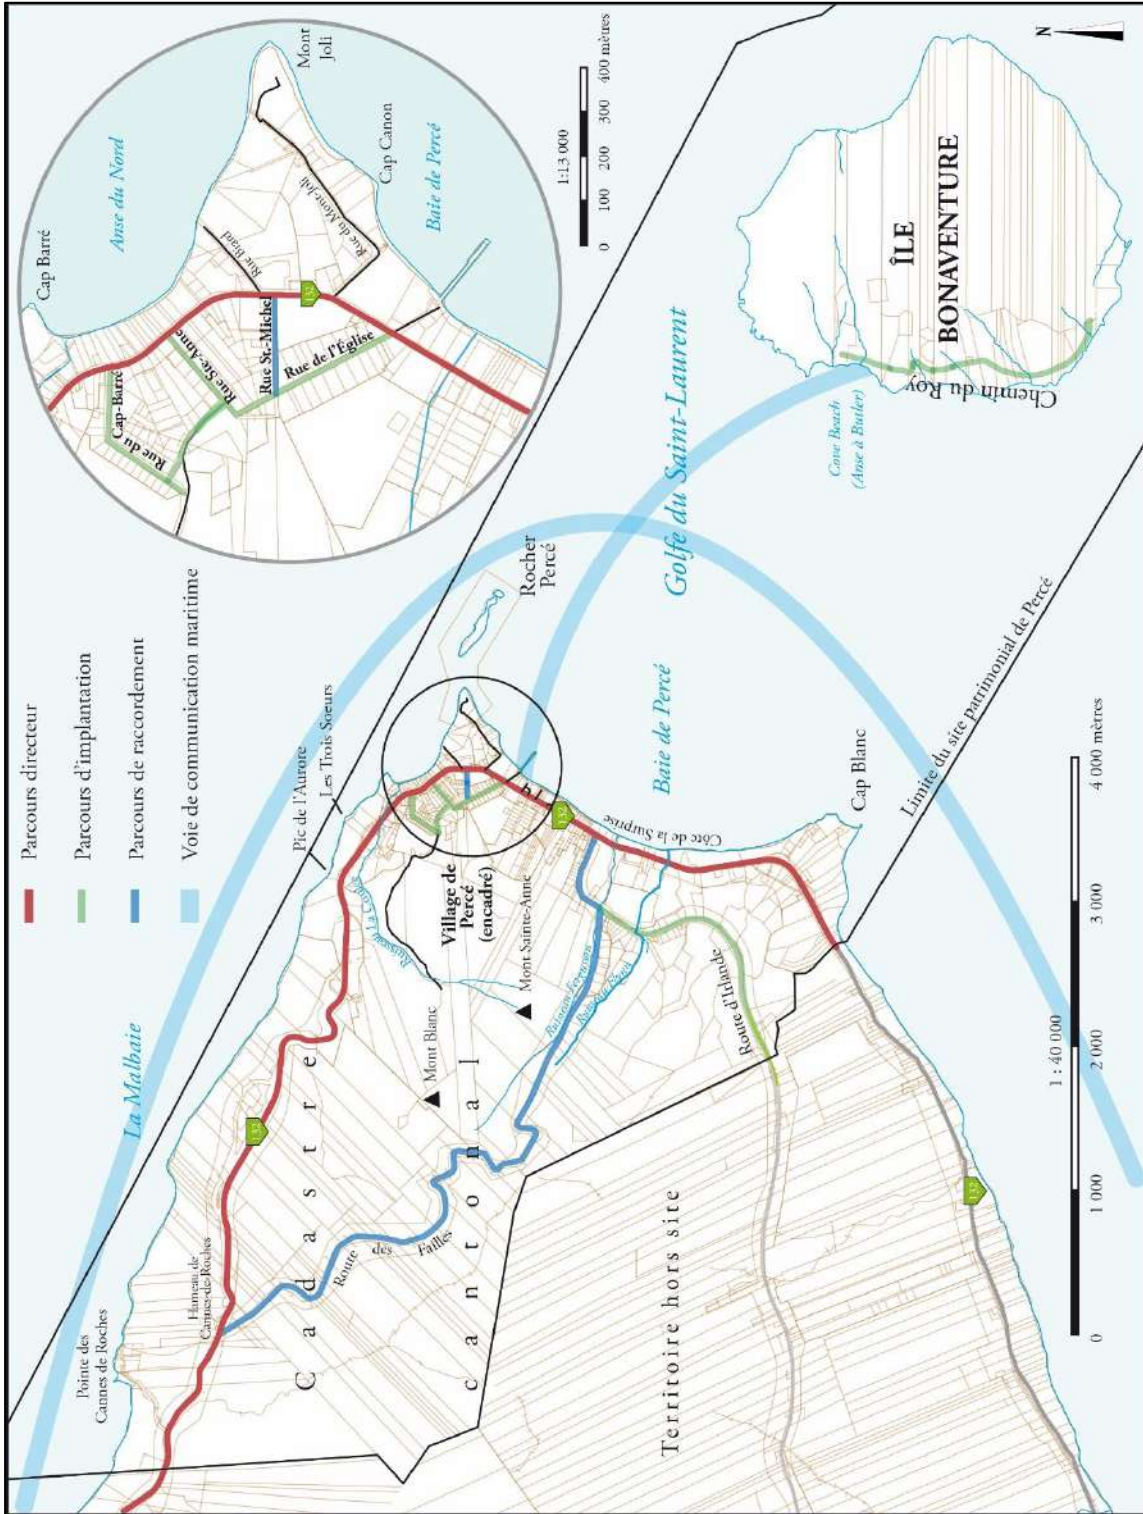 Parcours directeur
Parcours d'implantation
Parcours de raccordement
Voie de communication maritime
Cap Barré
Anse du Nord
Mont
Joli
Rue Biard
Rue du Mont-Joli
Cap Canon
Baie de Percé
132
Rue St.-Michel
Rue Ste-Anne
Rue de l'Église
Cap-Barré
Rue du
1:13 000
0
100
200
300
400 mètres
N
Pointe des
Cannes de Roches
La Malbaie
Pic de l'Aurore
Les Trois Soeurs
Rocher
Percé
Hameau de
Cannes-de-Roches
132
Cadastre
cantonal
Route
des
Failles
Mont Blanc
Mont Sainte-Anne
Village de
Percé
(encadré)
132
Côte de la Surprise
Baie de Percé
Golfe du Saint-Laurent
Cap Blanc
Route d'Irlande
Territoire hors site
132
Limite du site patrimonial de Percé
ÎLE
BONAVENTURE
Chemin du Roy
Cove Beach
(Anse à Butler)
1 : 40 000
0
1 000
2 000
3 000
4 000 mètres